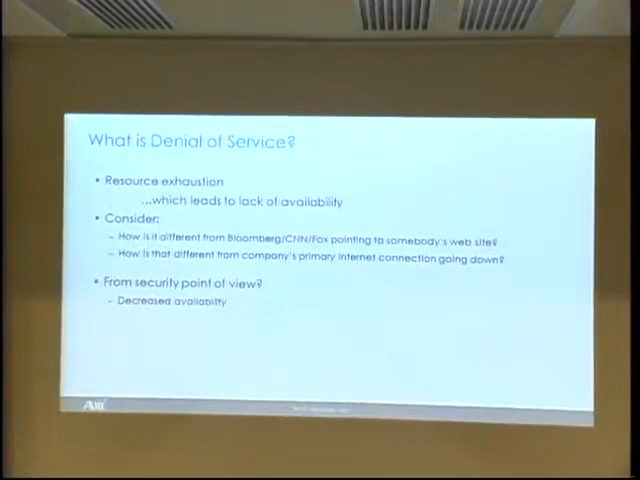 What is Denial of Service?
• Resource exhaustion
...which leads to lack of availability
• Consider:
– How is it different from Bloomberg/CNN/Fox pointing to somebody's web site?
– How is that different from company's primary internet connection going down?
• From security point of view?
– Decreased availability
A10